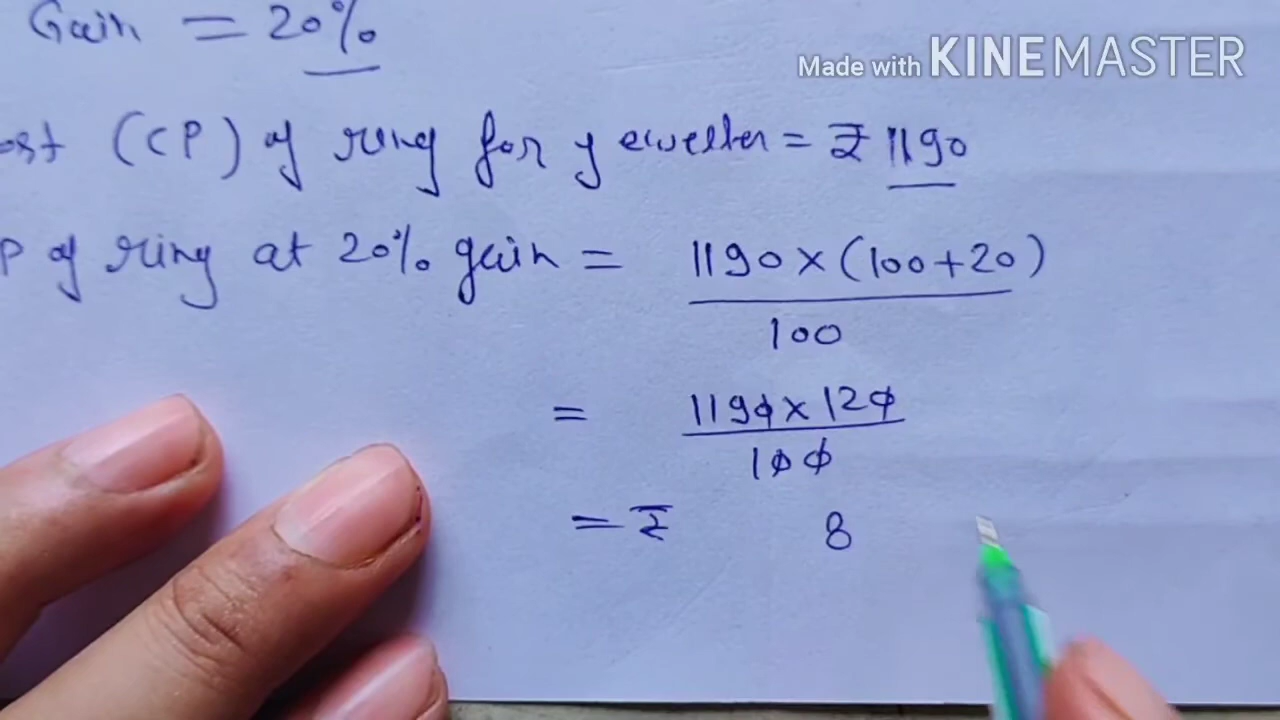 Gain = 20%
Made with KINEMASTER
ost (CP) of ring for jeweller = ₹ 1190
P of ring at 20% gain = 1190 × (100+20)
100
= 1190 × 120
100
= ₹ 8